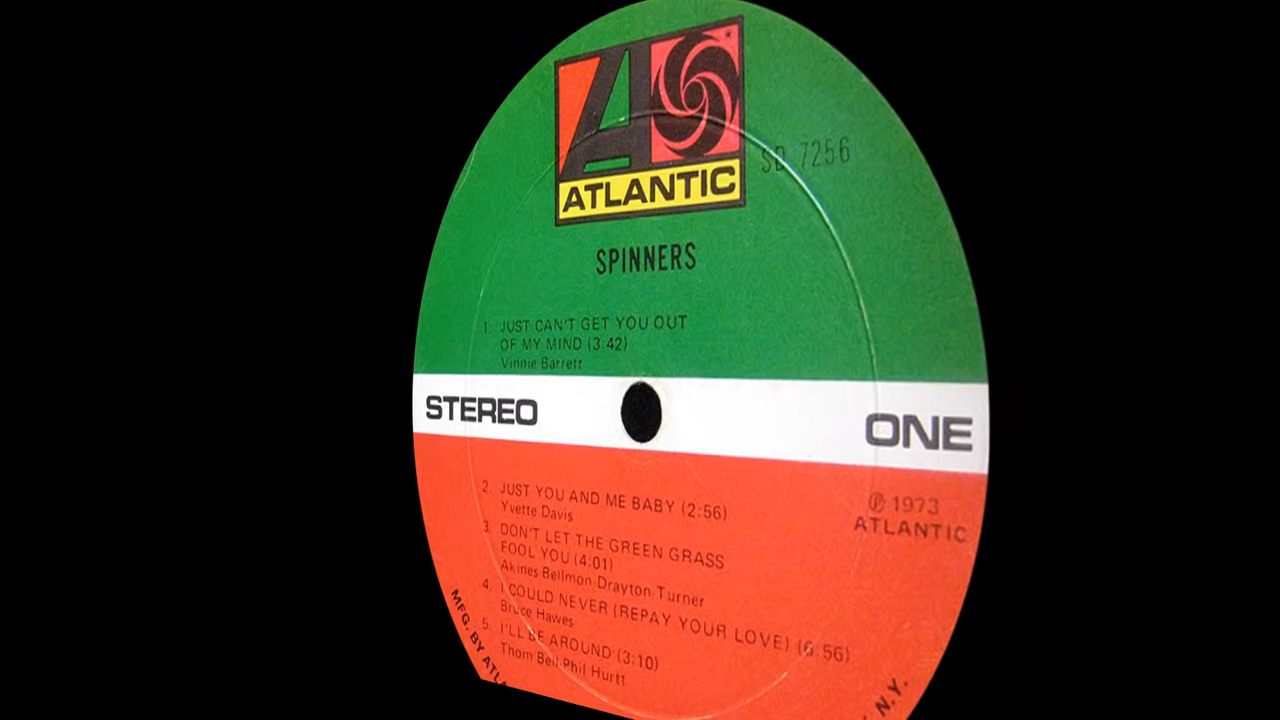 ATLANTIC
SD 7256
SPINNERS
1. JUST CAN'T GET YOU OUT
OF MY MIND (3:42)
Vinnie Barrett
STEREO
ONE
2. JUST YOU AND ME BABY (2:56)
Yvette Davis
3. DON'T LET THE GREEN GRASS
FOOL YOU (4:01)
Akines-Bellmon-Drayton-Turner
4. I COULD NEVER (REPAY YOUR LOVE) (6:56)
Bruce Hawes
5. I'LL BE AROUND (3:10)
Thom Bell-Phil Hurtt
℗ 1973
ATLANTIC
MFG. BY ATL
N.Y.